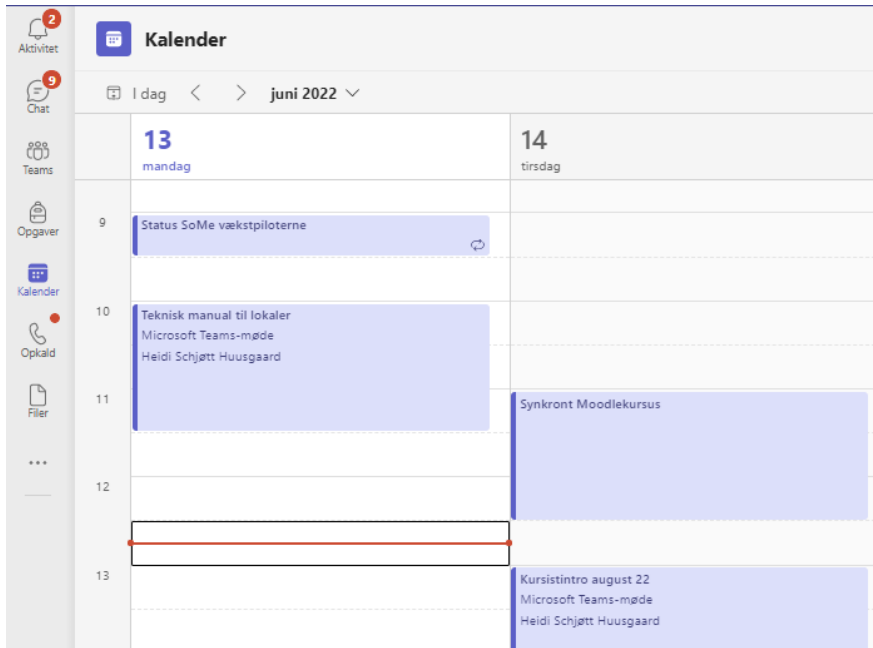 2
Aktivitet
9
Chat
Teams
Opgaver
Kalender
Opkald
Filer
Kalender
I dag
juni 2022
13
mandag
14
tirsdag
9
Status SoMe vækstpiloterne
10
Teknisk manual til lokaler
Microsoft Teams-møde
Heidi Schjøtt Huusgaard
11
Synkront Moodlekursus
12
13
Kursistintro august 22
Microsoft Teams-møde
Heidi Schjøtt Huusgaard